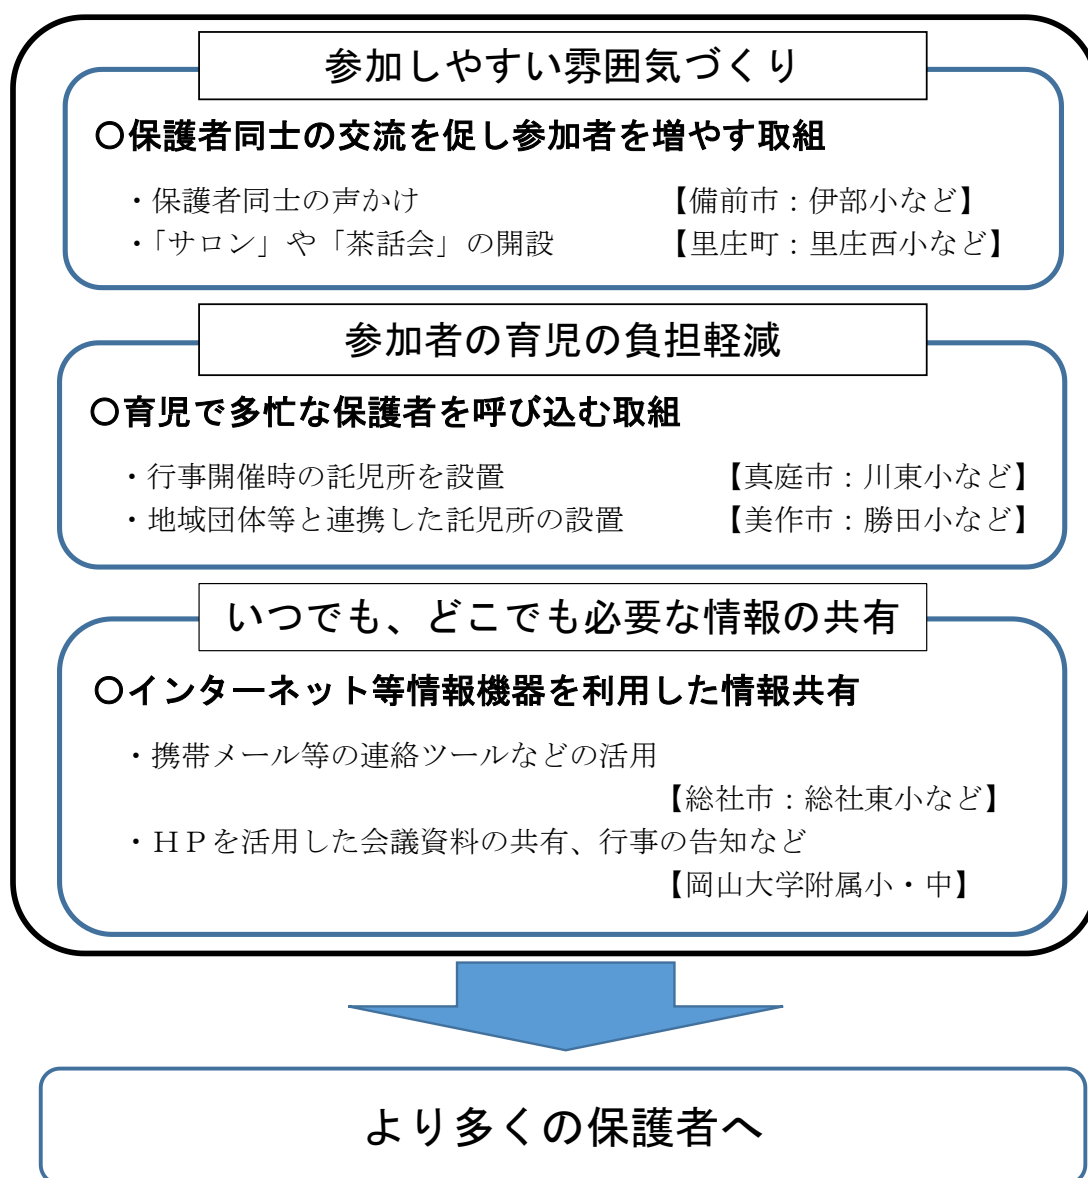 参加しやすい雰囲気づくり
〇保護者同士の交流を促し参加者を増やす取組
・保護者同士の声かけ 【備前市：伊部小など】
・「サロン」や「茶話会」の開設 【里庄町：里庄西小など】
参加者の育児の負担軽減
〇育児で多忙な保護者を呼び込む取組
・行事開催時の託児所を設置 【真庭市：川東小など】
・地域団体等と連携した託児所の設置 【美作市：勝田小など】
いつでも、どこでも必要な情報の共有
〇インターネット等情報機器を利用した情報共有
・携帯メール等の連絡ツールなどの活用
【総社市：総社東小など】
・ＨＰを活用した会議資料の共有、行事の告知など
【岡山大学附属小・中】
より多くの保護者へ